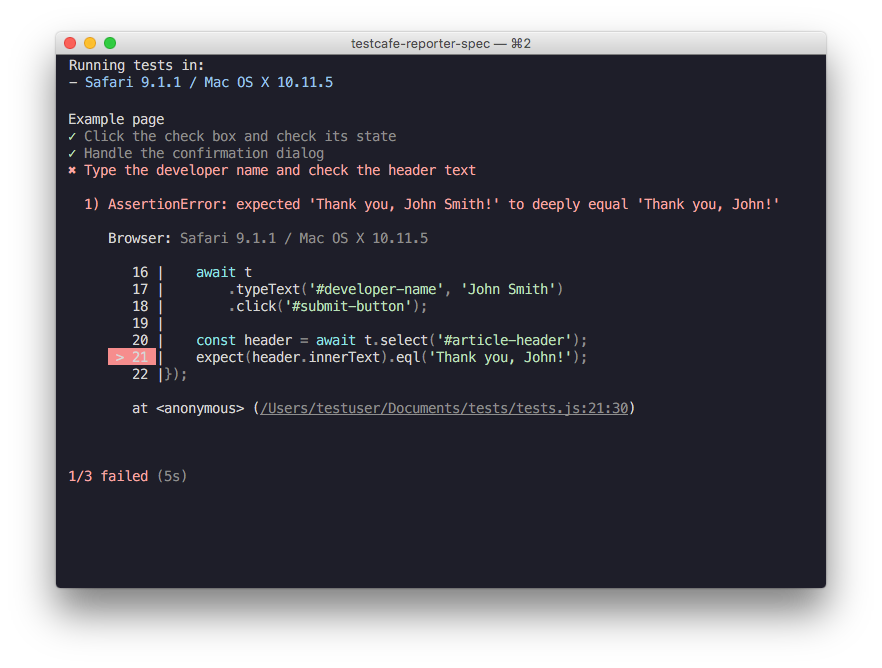 testcafe-reporter-spec — ⌘2
Running tests in:
- Safari 9.1.1 / Mac OS X 10.11.5
Example page
✓ Click the check box and check its state
✓ Handle the confirmation dialog
✖ Type the developer name and check the header text
1) AssertionError: expected 'Thank you, John Smith!' to deeply equal 'Thank you, John!'
Browser: Safari 9.1.1 / Mac OS X 10.11.5
16 |    await t
17 |        .typeText('#developer-name', 'John Smith')
18 |        .click('#submit-button');
19 |
20 |    const header = await t.select('#article-header');
> 21 |    expect(header.innerText).eql('Thank you, John!');
22 |});
at <anonymous> (/Users/testuser/Documents/tests/tests.js:21:30)
1/3 failed (5s)